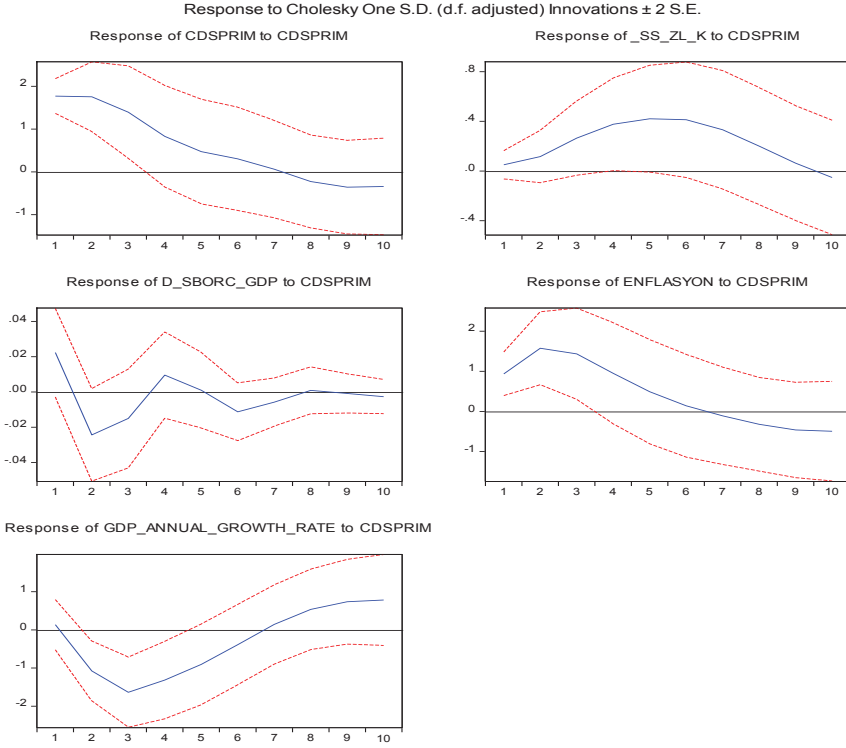 Response to Cholesky One S.D. (d.f. adjusted) Innovations ± 2 S.E.
Response of CDSPRIM to CDSPRIM
2
1
0
-1
1 2 3 4 5 6 7 8 9 10
Response of _SS_ZL_K to CDSPRIM
.8
.4
.0
-.4
1 2 3 4 5 6 7 8 9 10
Response of D_SBORC_GDP to CDSPRIM
.04
.02
.00
-.02
-.04
1 2 3 4 5 6 7 8 9 10
Response of ENFLASYON to CDSPRIM
2
1
0
-1
1 2 3 4 5 6 7 8 9 10
Response of GDP_ANNUAL_GROWTH_RATE to CDSPRIM
1
0
-1
-2
1 2 3 4 5 6 7 8 9 10